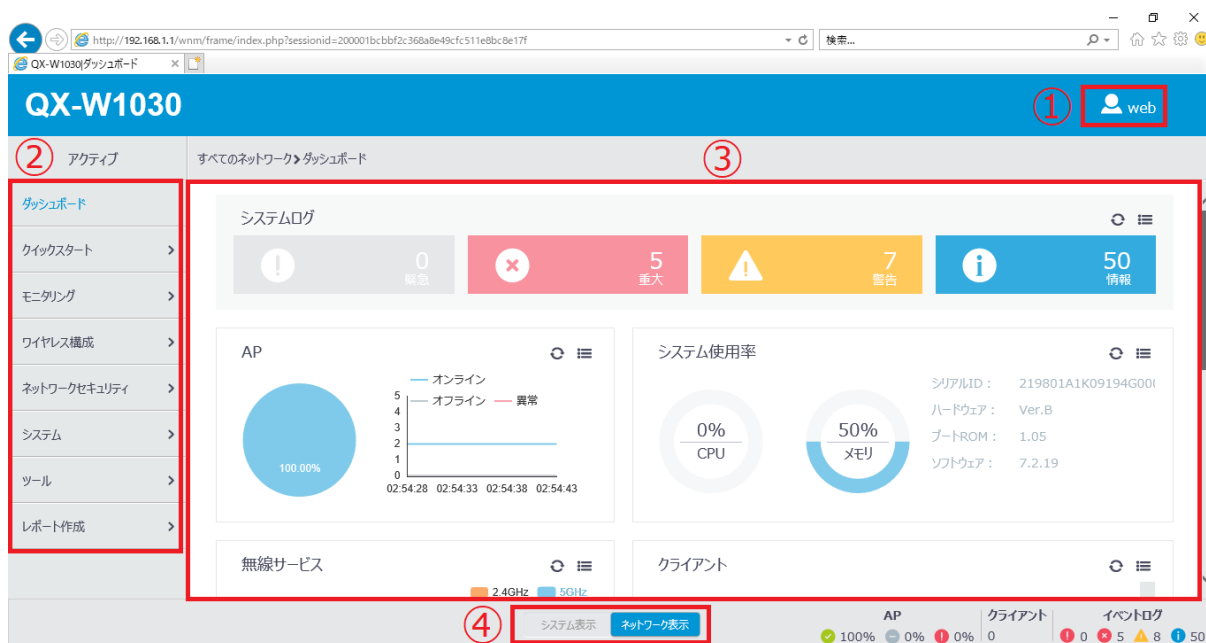 http://192.168.1.1/wnm/frame/index.php?sessionid=200001bcbbf2c368a8e49cfc511e8bc8e17f
検索...
QX-W1030|ダッシュボード
QX-W1030
① web
② アクティブ
すべてのネットワーク>ダッシュボード ③
ダッシュボード
クイックスタート
モニタリング
ワイヤレス構成
ネットワークセキュリティ
システム
ツール
レポート作成
システムログ
0
緊急
5
重大
7
警告
50
情報
AP
オンライン
オフライン 異常
5
4
3
2
1
0
100.00%
02:54:28 02:54:33 02:54:38 02:54:43
システム使用率
0%
CPU
50%
メモリ
シリアルID： 219801A1K09194G00
ハードウェア： Ver.B
ブートROM： 1.05
ソフトウェア： 7.2.19
無線サービス
2.4GHz 5GHz
クライアント
④ システム表示 ネットワーク表示
AP クライアント イベントログ
100% 0% 0% 0 0 5 8 50